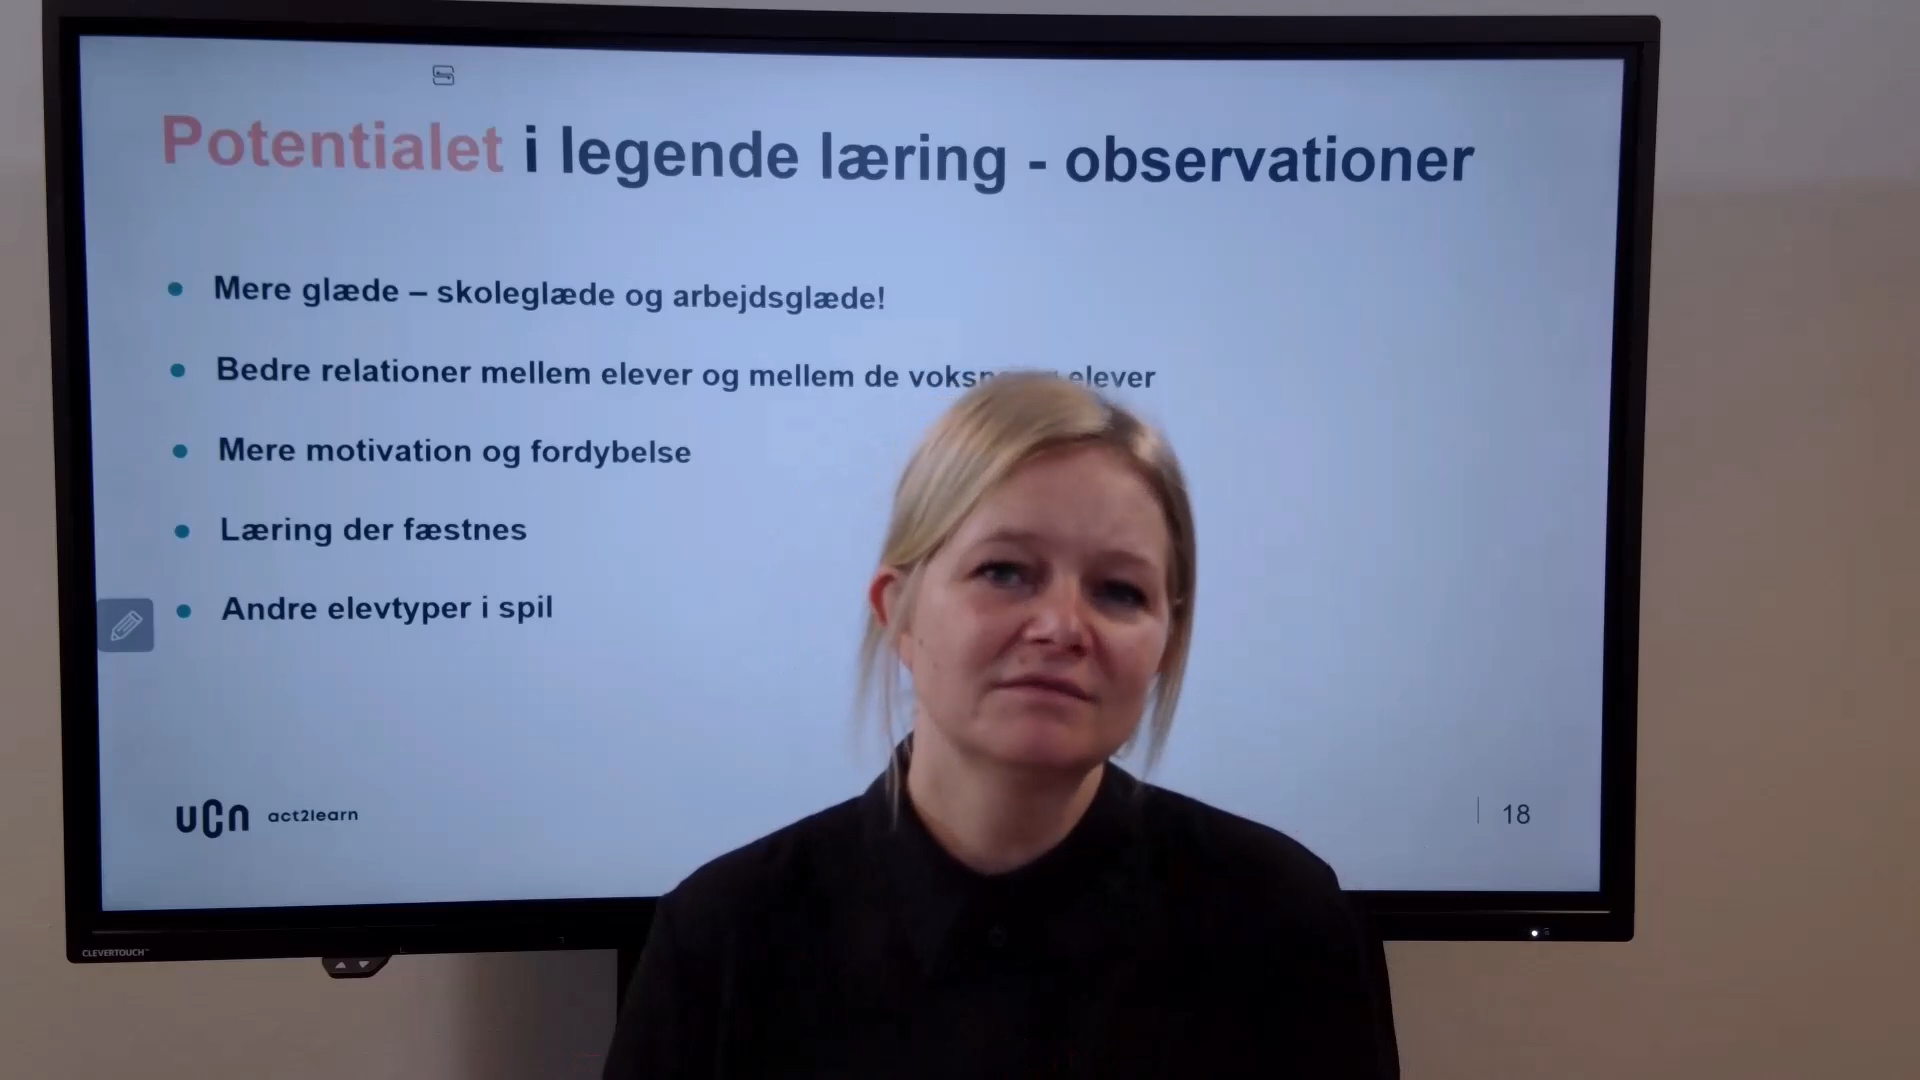 Potentialet i legende læring - observationer
Mere glæde – skoleglæde og arbejdsglæde!
Bedre relationer mellem elever og mellem de elever
Mere motivation og fordybelse
Læring der fæstnes
Andre elevtyper i spil
ucn act2learn
18
CLEVERTOUCH